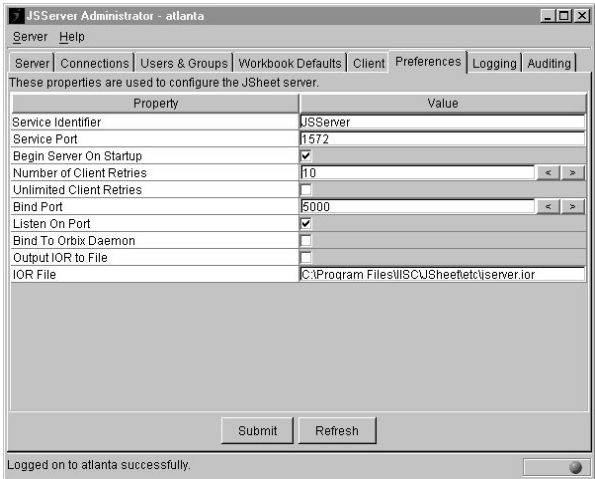 JSServer Administrator - atlanta
Server Help
Server Connections Users & Groups Workbook Defaults Client Preferences Logging Auditing
These properties are used to configure the JSheet server.
Property Value
Service Identifier JSServer
Service Port 1572
Begin Server On Startup
Number of Client Retries 10 < >
Unlimited Client Retries
Bind Port 5000 < >
Listen On Port
Bind To Orbix Daemon
Output IOR to File
IOR File C:\Program Files\IISC\JSheet\etc\jserver.ior
Submit Refresh
Logged on to atlanta successfully.